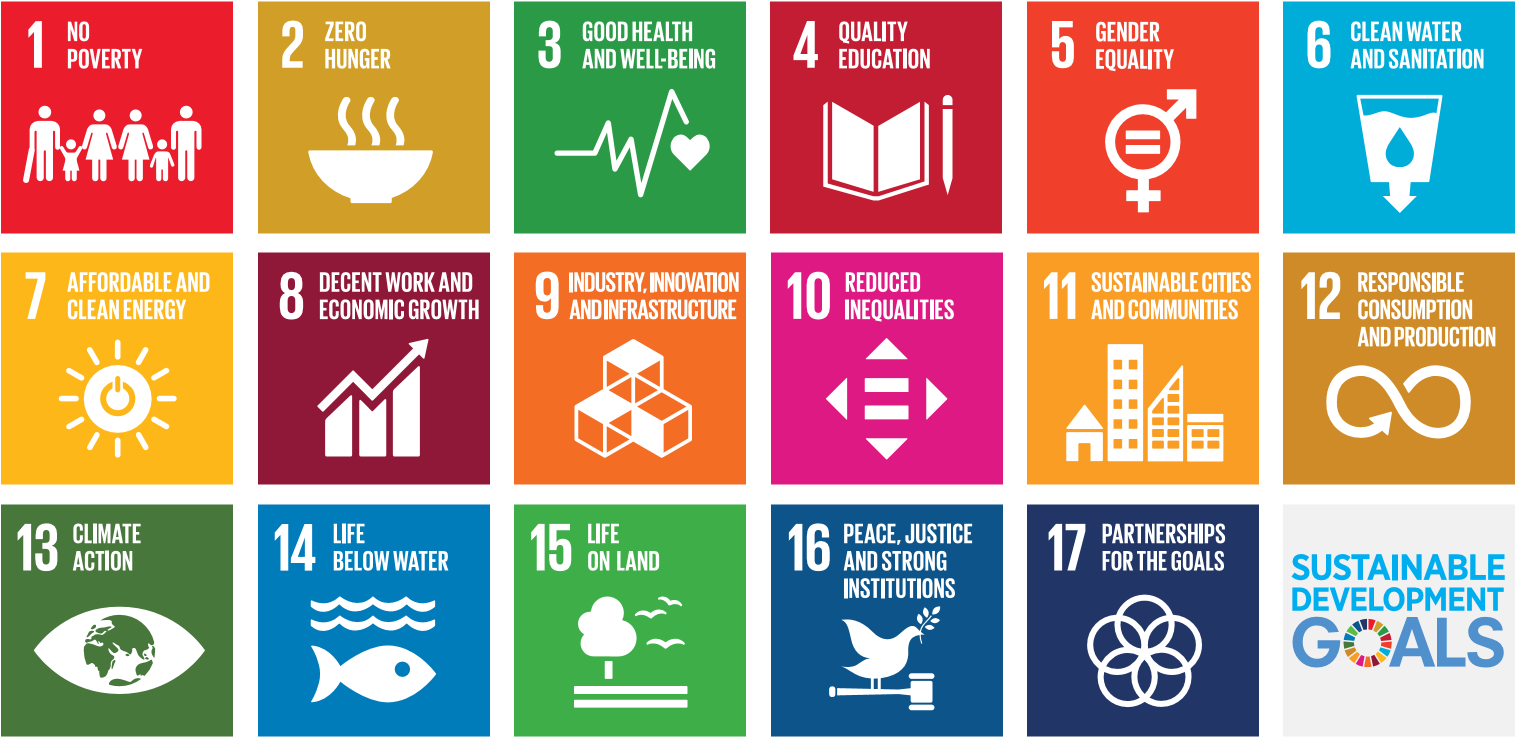 1 NO
POVERTY
2 ZERO
HUNGER
3 GOOD HEALTH
AND WELL-BEING
4 QUALITY
EDUCATION
5 GENDER
EQUALITY
6 CLEAN WATER
AND SANITATION
7 AFFORDABLE AND
CLEAN ENERGY
8 DECENT WORK AND
ECONOMIC GROWTH
9 INDUSTRY, INNOVATION
AND INFRASTRUCTURE
10 REDUCED
INEQUALITIES
11 SUSTAINABLE CITIES
AND COMMUNITIES
12 RESPONSIBLE
CONSUMPTION
AND PRODUCTION
13 CLIMATE
ACTION
14 LIFE
BELOW WATER
15 LIFE
ON LAND
16 PEACE, JUSTICE
AND STRONG
INSTITUTIONS
17 PARTNERSHIPS
FOR THE GOALS
SUSTAINABLE
DEVELOPMENT
GOALS